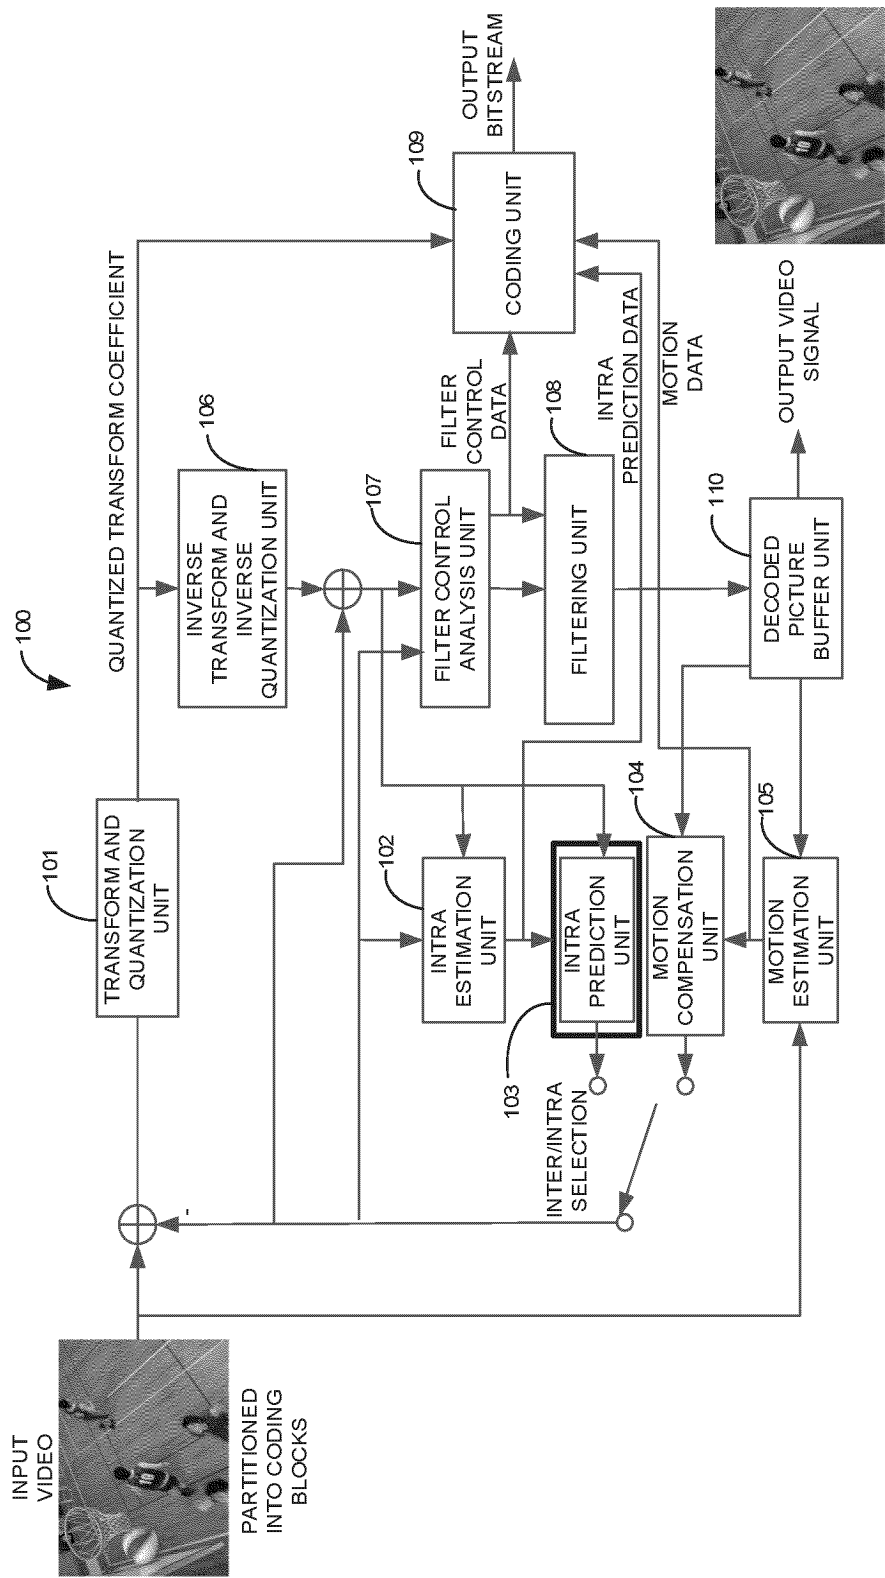 100
INPUT
VIDEO
PARTITIONED
INTO CODING
BLOCKS
-
101
TRANSFORM AND
QUANTIZATION
UNIT
QUANTIZED TRANSFORM COEFFICIENT
106
INVERSE
TRANSFORM AND
INVERSE
QUANTIZATION UNIT
109
CODING UNIT
OUTPUT
BITSTREAM
107
FILTER CONTROL
ANALYSIS UNIT
FILTER
CONTROL
DATA
102
INTRA
ESTIMATION
UNIT
108
FILTERING UNIT
INTRA
PREDICTION DATA
MOTION
DATA
INTER/INTRA
SELECTION
103
INTRA
PREDICTION
UNIT
104
MOTION
COMPENSATION
UNIT
105
MOTION
ESTIMATION
UNIT
110
DECODED
PICTURE
BUFFER UNIT
OUTPUT VIDEO
SIGNAL
10
10